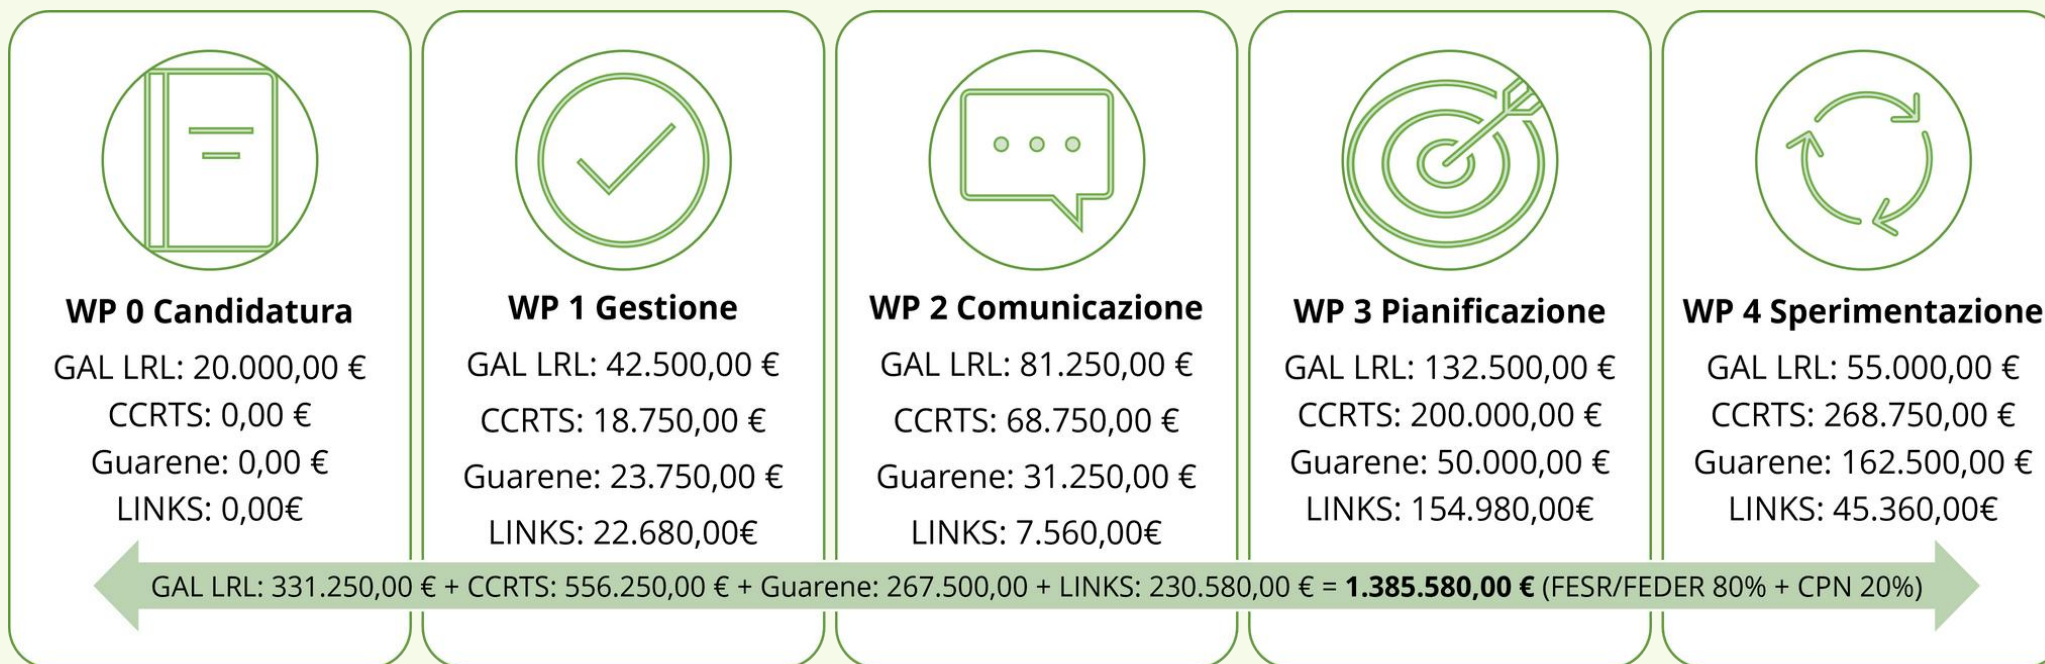 WP 0 Candidatura
GAL LRL: 20.000,00 €
CCRTS: 0,00 €
Guarene: 0,00 €
LINKS: 0,00€
WP 1 Gestione
GAL LRL: 42.500,00 €
CCRTS: 18.750,00 €
Guarene: 23.750,00 €
LINKS: 22.680,00€
WP 2 Comunicazione
GAL LRL: 81.250,00 €
CCRTS: 68.750,00 €
Guarene: 31.250,00 €
LINKS: 7.560,00€
WP 3 Pianificazione
GAL LRL: 132.500,00 €
CCRTS: 200.000,00 €
Guarene: 50.000,00 €
LINKS: 154.980,00€
WP 4 Sperimentazione
GAL LRL: 55.000,00 €
CCRTS: 268.750,00 €
Guarene: 162.500,00 €
LINKS: 45.360,00€
GAL LRL: 331.250,00 € + CCRTS: 556.250,00 € + Guarene: 267.500,00 + LINKS: 230.580,00 € = 1.385.580,00 € (FESR/FEDER 80% + CPN 20%)